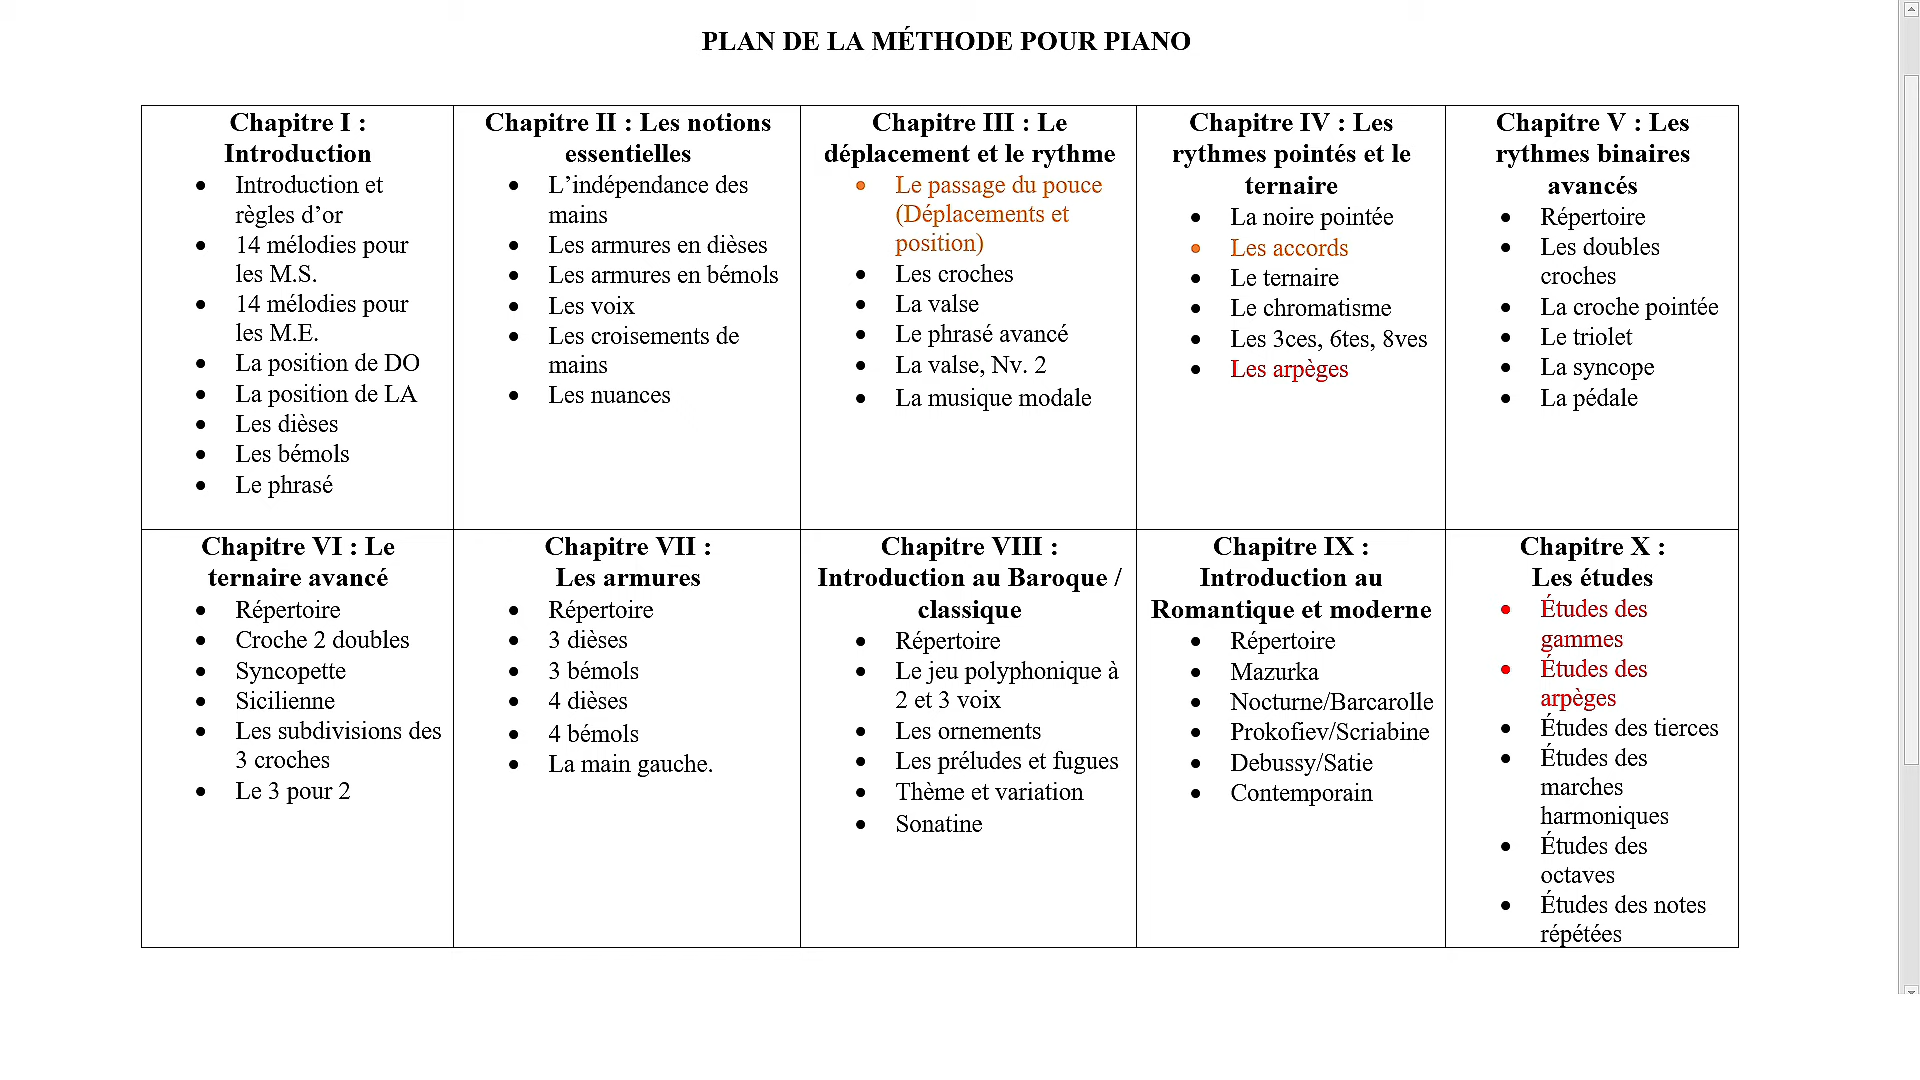 PLAN DE LA MÉTHODE POUR PIANO
Chapitre I :
Introduction
• Introduction et
règles d’or
• 14 mélodies pour
les M.S.
• 14 mélodies pour
les M.E.
• La position de DO
• La position de LA
• Les dièses
• Les bémols
• Le phrasé
Chapitre II : Les notions
essentielles
• L’indépendance des
mains
• Les armures en dièses
• Les armures en bémols
• Les voix
• Les croisements de
mains
• Les nuances
Chapitre III : Le
déplacement et le rythme
• Le passage du pouce
(Déplacements et
position)
• Les croches
• La valse
• Le phrasé avancé
• La valse, Nv. 2
• La musique modale
Chapitre IV : Les
rythmes pointés et le
ternaire
• La noire pointée
• Les accords
• Le ternaire
• Le chromatisme
• Les 3ces, 6tes, 8ves
• Les arpèges
Chapitre V : Les
rythmes binaires
avancés
• Répertoire
• Les doubles
croches
• La croche pointée
• Le triolet
• La syncope
• La pédale
Chapitre VI : Le
ternaire avancé
• Répertoire
• Croche 2 doubles
• Syncopette
• Sicilienne
• Les subdivisions des
3 croches
• Le 3 pour 2
Chapitre VII :
Les armures
• Répertoire
• 3 dièses
• 3 bémols
• 4 dièses
• 4 bémols
• La main gauche.
Chapitre VIII :
Introduction au Baroque /
classique
• Répertoire
• Le jeu polyphonique à
2 et 3 voix
• Les ornements
• Les préludes et fugues
• Thème et variation
• Sonatine
Chapitre IX :
Introduction au
Romantique et moderne
• Répertoire
• Mazurka
• Nocturne/Barcarolle
• Prokofiev/Scriabine
• Debussy/Satie
• Contemporain
Chapitre X :
Les études
• Études des
gammes
• Études des
arpèges
• Études des tierces
• Études des
marches
harmoniques
• Études des
octaves
• Études des notes
répétées